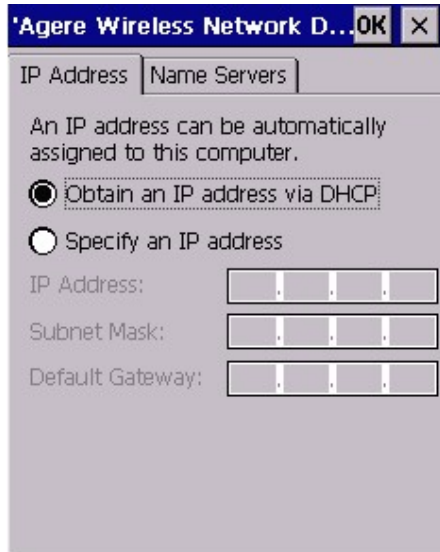 'Agere Wireless Network D... OK ×
IP Address Name Servers
An IP address can be automatically
assigned to this computer.
Obtain an IP address via DHCP
Specify an IP address
IP Address: . . .
Subnet Mask: . . .
Default Gateway: . . .